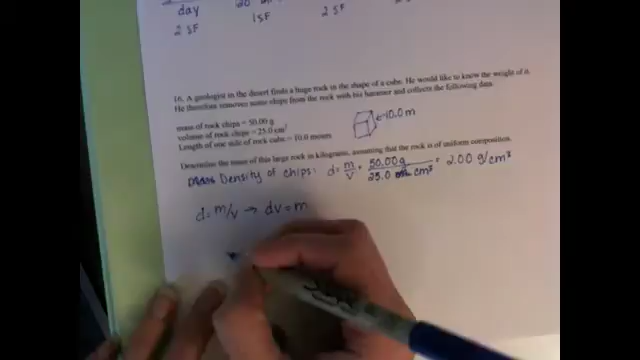 day
2 SF
1 SF
2 SF
16. A geologist in the desert finds a huge rock in the shape of a cube. He would like to know the weight of it.
He therefore removes some chips from the rock with his hammer and collects the following data.
mass of rock chips = 50.00 g
volume of rock chips = 25.0 cm³
Length of one side of rock cube = 10.0 meters
←10.0 m
Determine the mass of this large rock in kilograms, assuming that the rock is of uniform composition.
Density of chips: d = m/v = 50.00 g / 25.0 cm³ = 2.00 g/cm³
d = m/v → dv = m